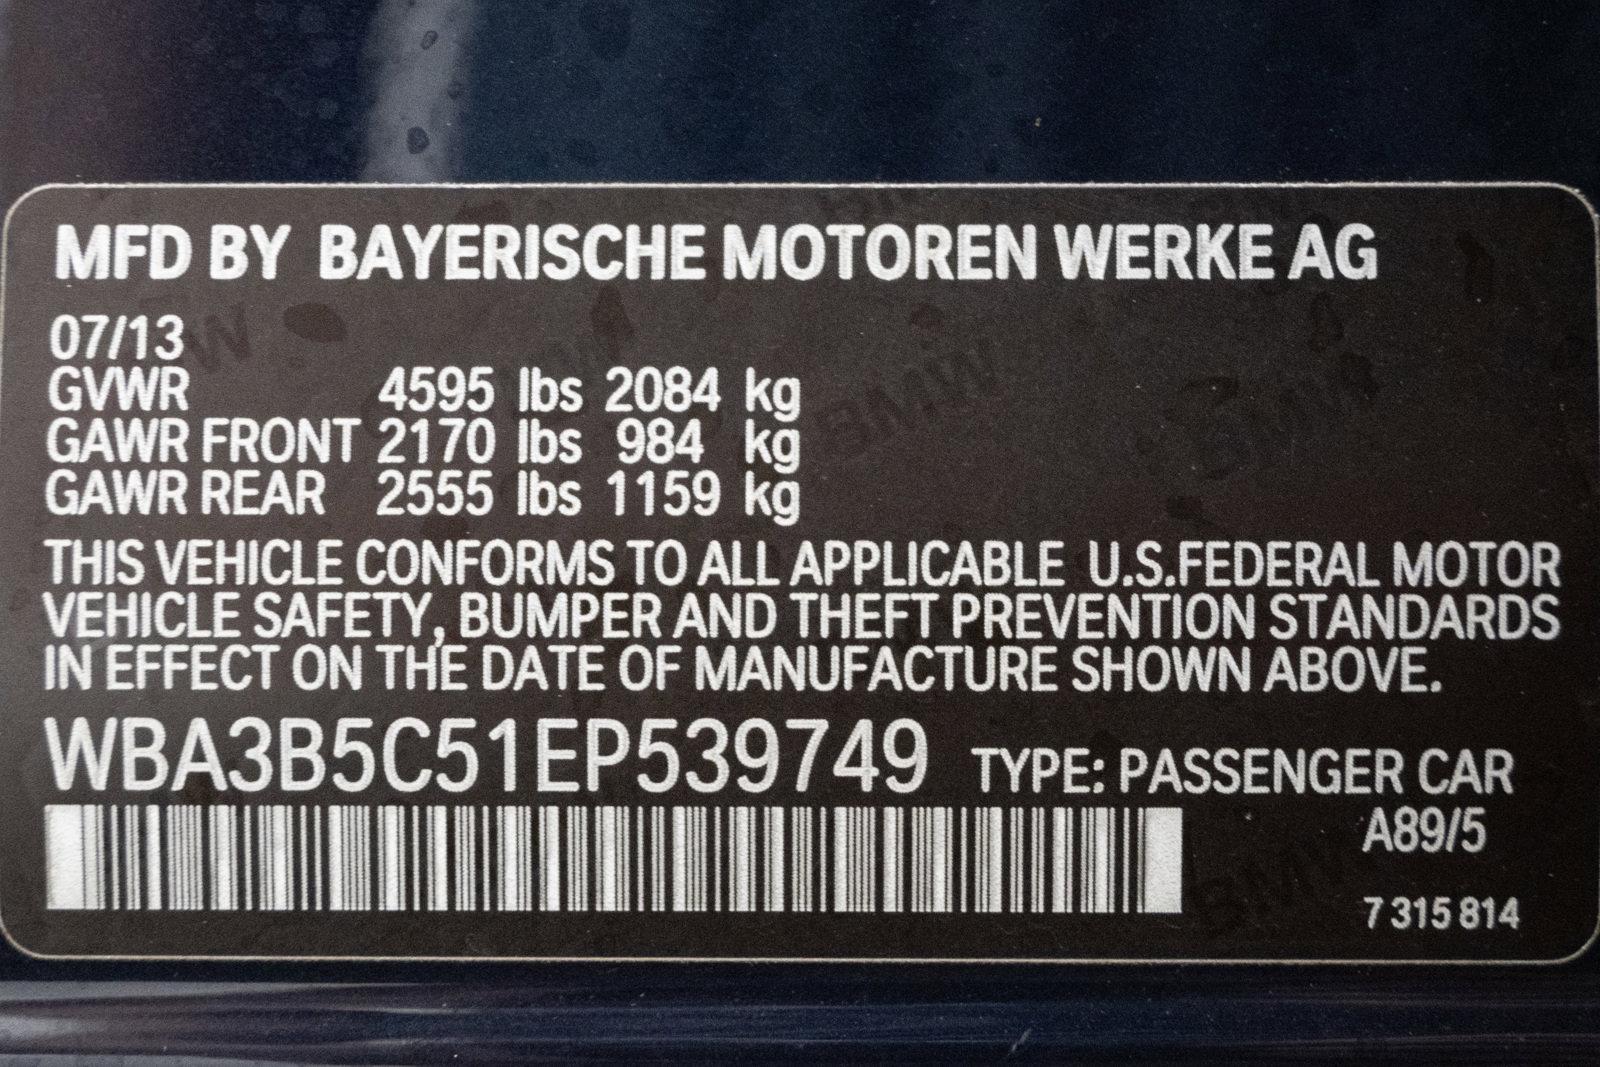 MFD BY BAYERISCHE MOTOREN WERKE AG
07/13
GVWR 4595 lbs 2084 kg
GAWR FRONT 2170 lbs 984 kg
GAWR REAR 2555 lbs 1159 kg
THIS VEHICLE CONFORMS TO ALL APPLICABLE U.S.FEDERAL MOTOR
VEHICLE SAFETY, BUMPER AND THEFT PREVENTION STANDARDS
IN EFFECT ON THE DATE OF MANUFACTURE SHOWN ABOVE.
WBA3B5C51EP539749 TYPE: PASSENGER CAR
A89/5
7 315 814
BMW
BMW
BMW